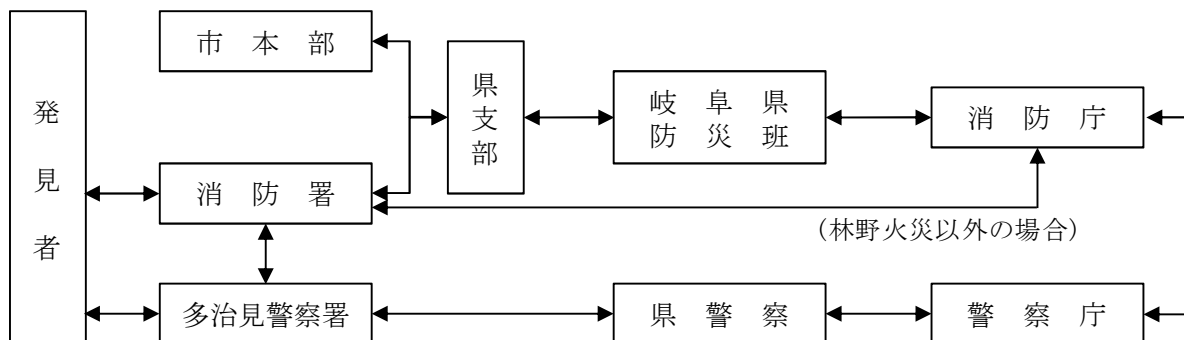 発見者
市　本　部
県支部
岐　阜　県
防　災　班
消　防　庁
消　防　署
（林野火災以外の場合）
多治見警察署
県　警　察
警　察　庁